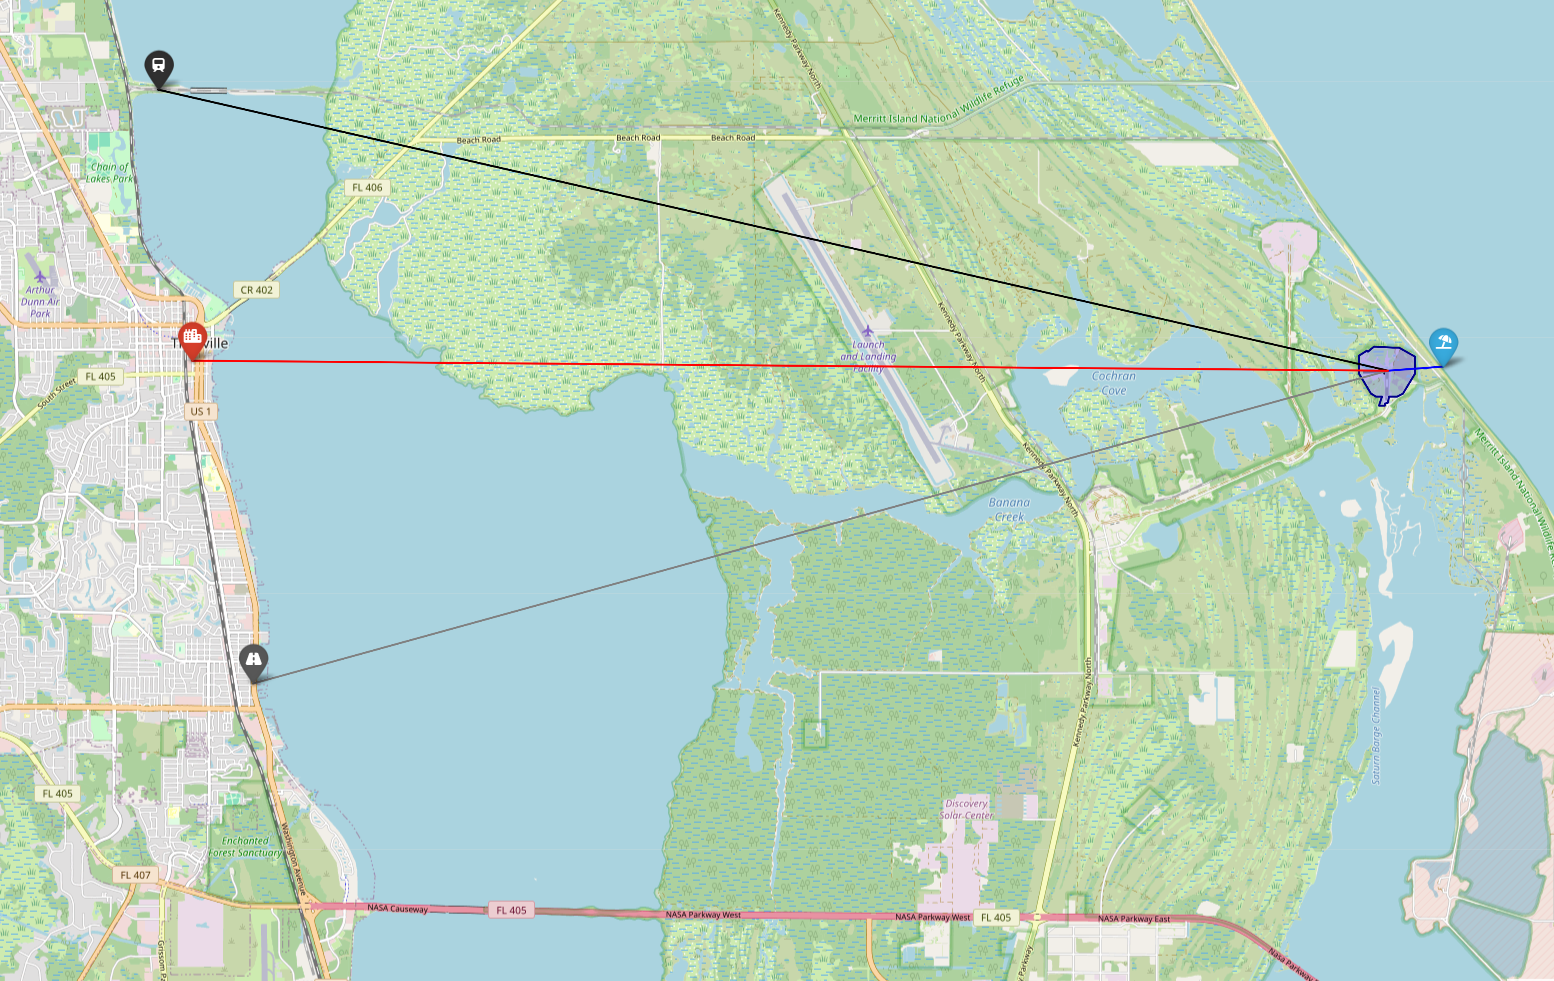 Kennedy Parkway North
Merritt Island National Wildlife Refuge
Beach Road
Beach Road
Beach Road
Chain of
Lakes Park
FL 406
CR 402
Arthur
Dunn Air
Park
Kennedy Parkway North
Launch
and Landing
Facility
FL 405
South Street
US 1
Cochran
Cove
Merritt Island National Wildlife
Kennedy Parkway North
Banana
Creek
Kennedy Parkway North
Saturn Barge Channel
FL 405
Discovery
Solar Center
Enchanted
Forest Sanctuary
Washington Avenue
FL 407
NASA Causeway
FL 405
NASA Parkway West
NASA Parkway West
FL 405
NASA Parkway East
Grissom
Nasa Parkway
Parkway